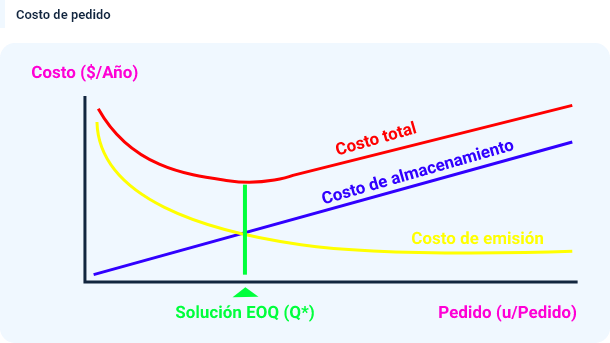 Costo de pedido
Costo ($/Año)
Costo total
Costo de almacenamiento
Costo de emisión
Solución EOQ (Q*)
Pedido (u/Pedido)